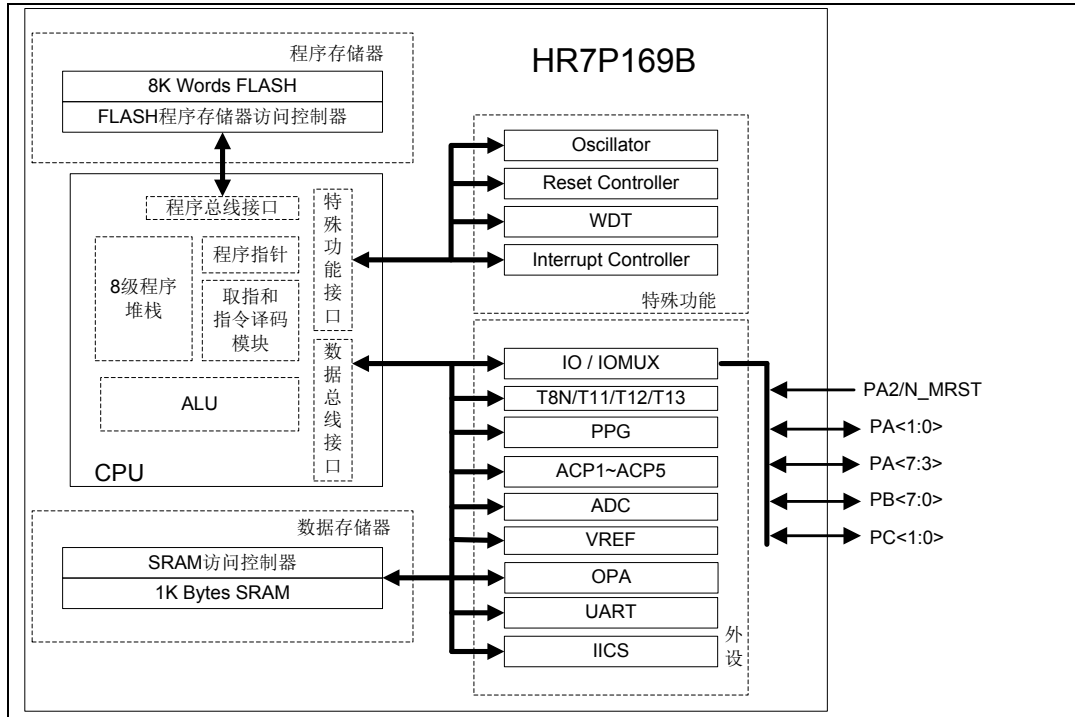 HR7P169B
程序存储器
8K Words FLASH
FLASH程序存储器访问控制器
程序总线接口
特殊功能接口
8级程序
堆栈
程序指针
取指和
指令译码
模块
ALU
数据总线接口
CPU
数据存储器
SRAM访问控制器
1K Bytes SRAM
Oscillator
Reset Controller
WDT
Interrupt Controller
特殊功能
IO / IOMUX
T8N/T11/T12/T13
PPG
ACP1~ACP5
ADC
VREF
OPA
UART
IICS
外设
PA2/N_MRST
PA<1:0>
PA<7:3>
PB<7:0>
PC<1:0>